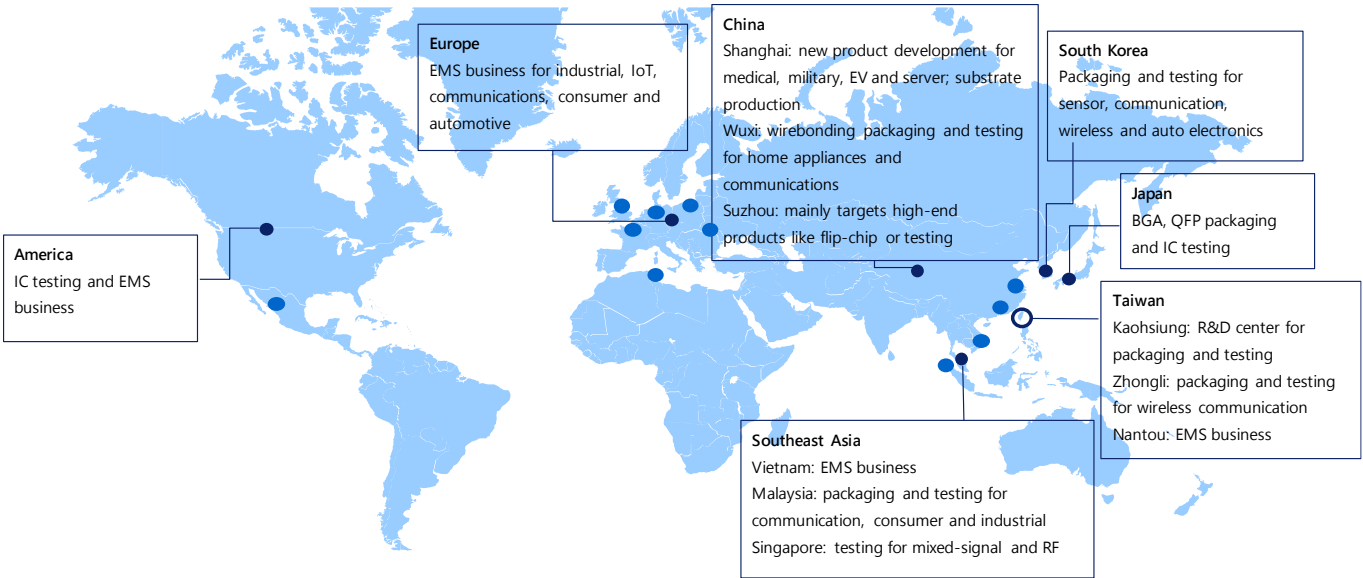 Europe
EMS business for industrial, IoT,
communications, consumer and
automotive
China
Shanghai: new product development for
medical, military, EV and server; substrate
production
Wuxi: wirebonding packaging and testing
for home appliances and
communications
Suzhou: mainly targets high-end
products like flip-chip or testing
South Korea
Packaging and testing for
sensor, communication,
wireless and auto electronics
Japan
BGA, QFP packaging
and IC testing
America
IC testing and EMS
business
Taiwan
Kaohsiung: R&D center for
packaging and testing
Zhongli: packaging and testing
for wireless communication
Nantou: EMS business
Southeast Asia
Vietnam: EMS business
Malaysia: packaging and testing for
communication, consumer and industrial
Singapore: testing for mixed-signal and RF